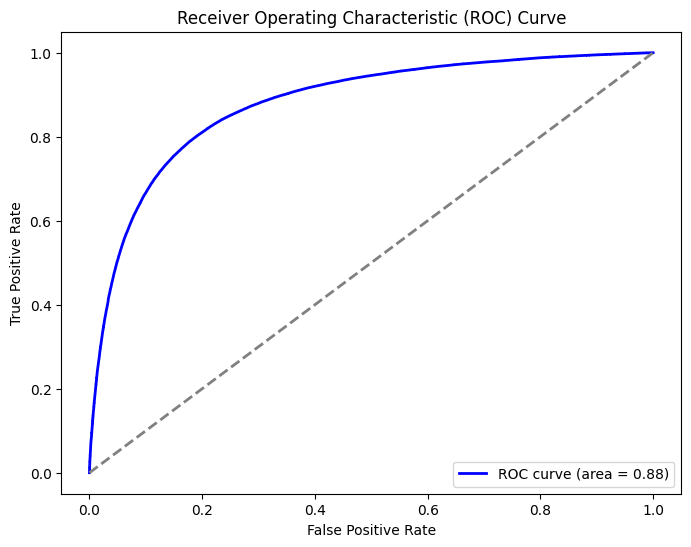 Receiver Operating Characteristic (ROC) Curve
1.0
0.8
0.6
0.4
0.2
0.0
True Positive Rate
ROC curve (area = 0.88)
0.0 0.2 0.4 0.6 0.8 1.0
False Positive Rate